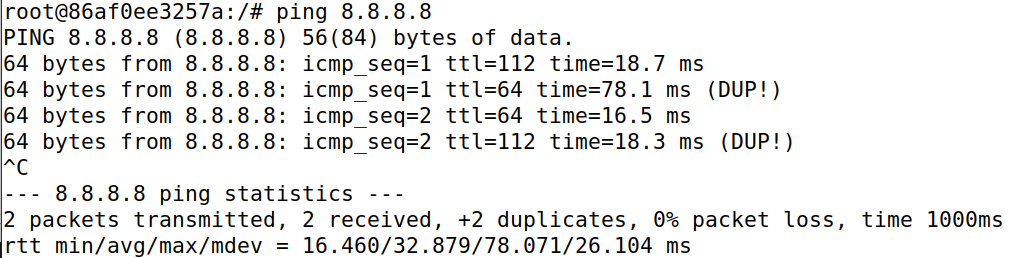 root@86af0ee3257a:/# ping 8.8.8.8
PING 8.8.8.8 (8.8.8.8) 56(84) bytes of data.
64 bytes from 8.8.8.8: icmp_seq=1 ttl=112 time=18.7 ms
64 bytes from 8.8.8.8: icmp_seq=1 ttl=64 time=78.1 ms (DUP!)
64 bytes from 8.8.8.8: icmp_seq=2 ttl=64 time=16.5 ms
64 bytes from 8.8.8.8: icmp_seq=2 ttl=112 time=18.3 ms (DUP!)
^C
--- 8.8.8.8 ping statistics ---
2 packets transmitted, 2 received, +2 duplicates, 0% packet loss, time 1000ms
rtt min/avg/max/mdev = 16.460/32.879/78.071/26.104 ms